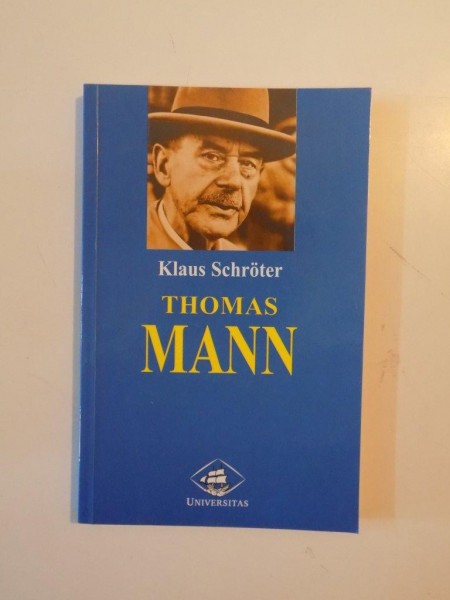 Klaus Schröter
THOMAS
MANN
UNIVERSITAS